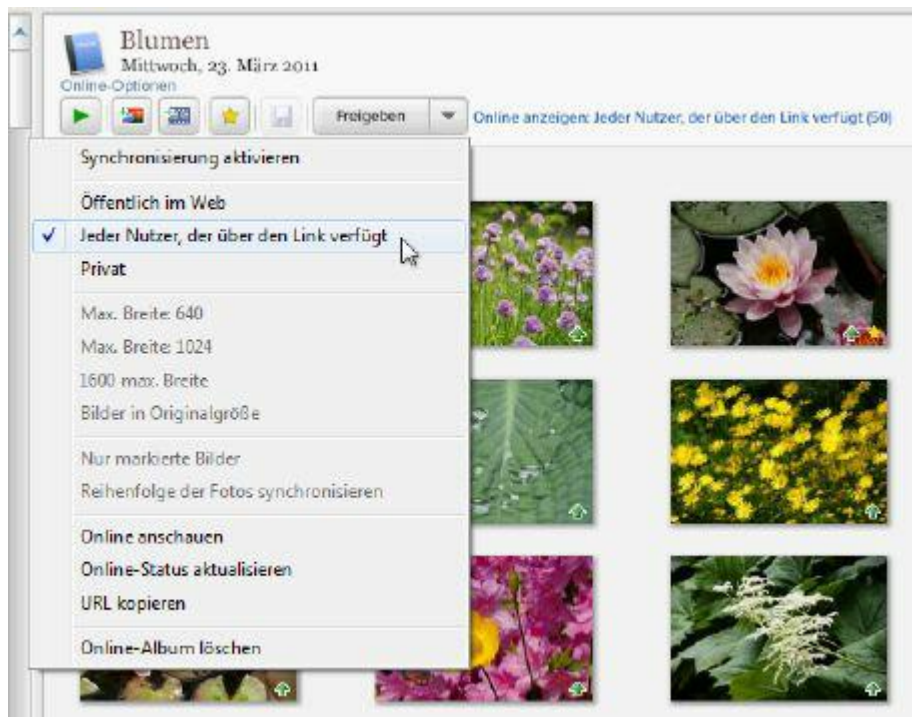 Blumen
Mittwoch, 23. März 2011
Online-Optionen
Freigeben
Online anzeigen: Jeder Nutzer, der über den Link verfügt (50)
Synchronisierung aktivieren
Öffentlich im Web
Jeder Nutzer, der über den Link verfügt
Privat
Max. Breite: 640
Max. Breite: 1024
1600 max. Breite
Bilder in Originalgröße
Nur markierte Bilder
Reihenfolge der Fotos synchronisieren
Online anschauen
Online-Status aktualisieren
URL kopieren
Online-Album löschen